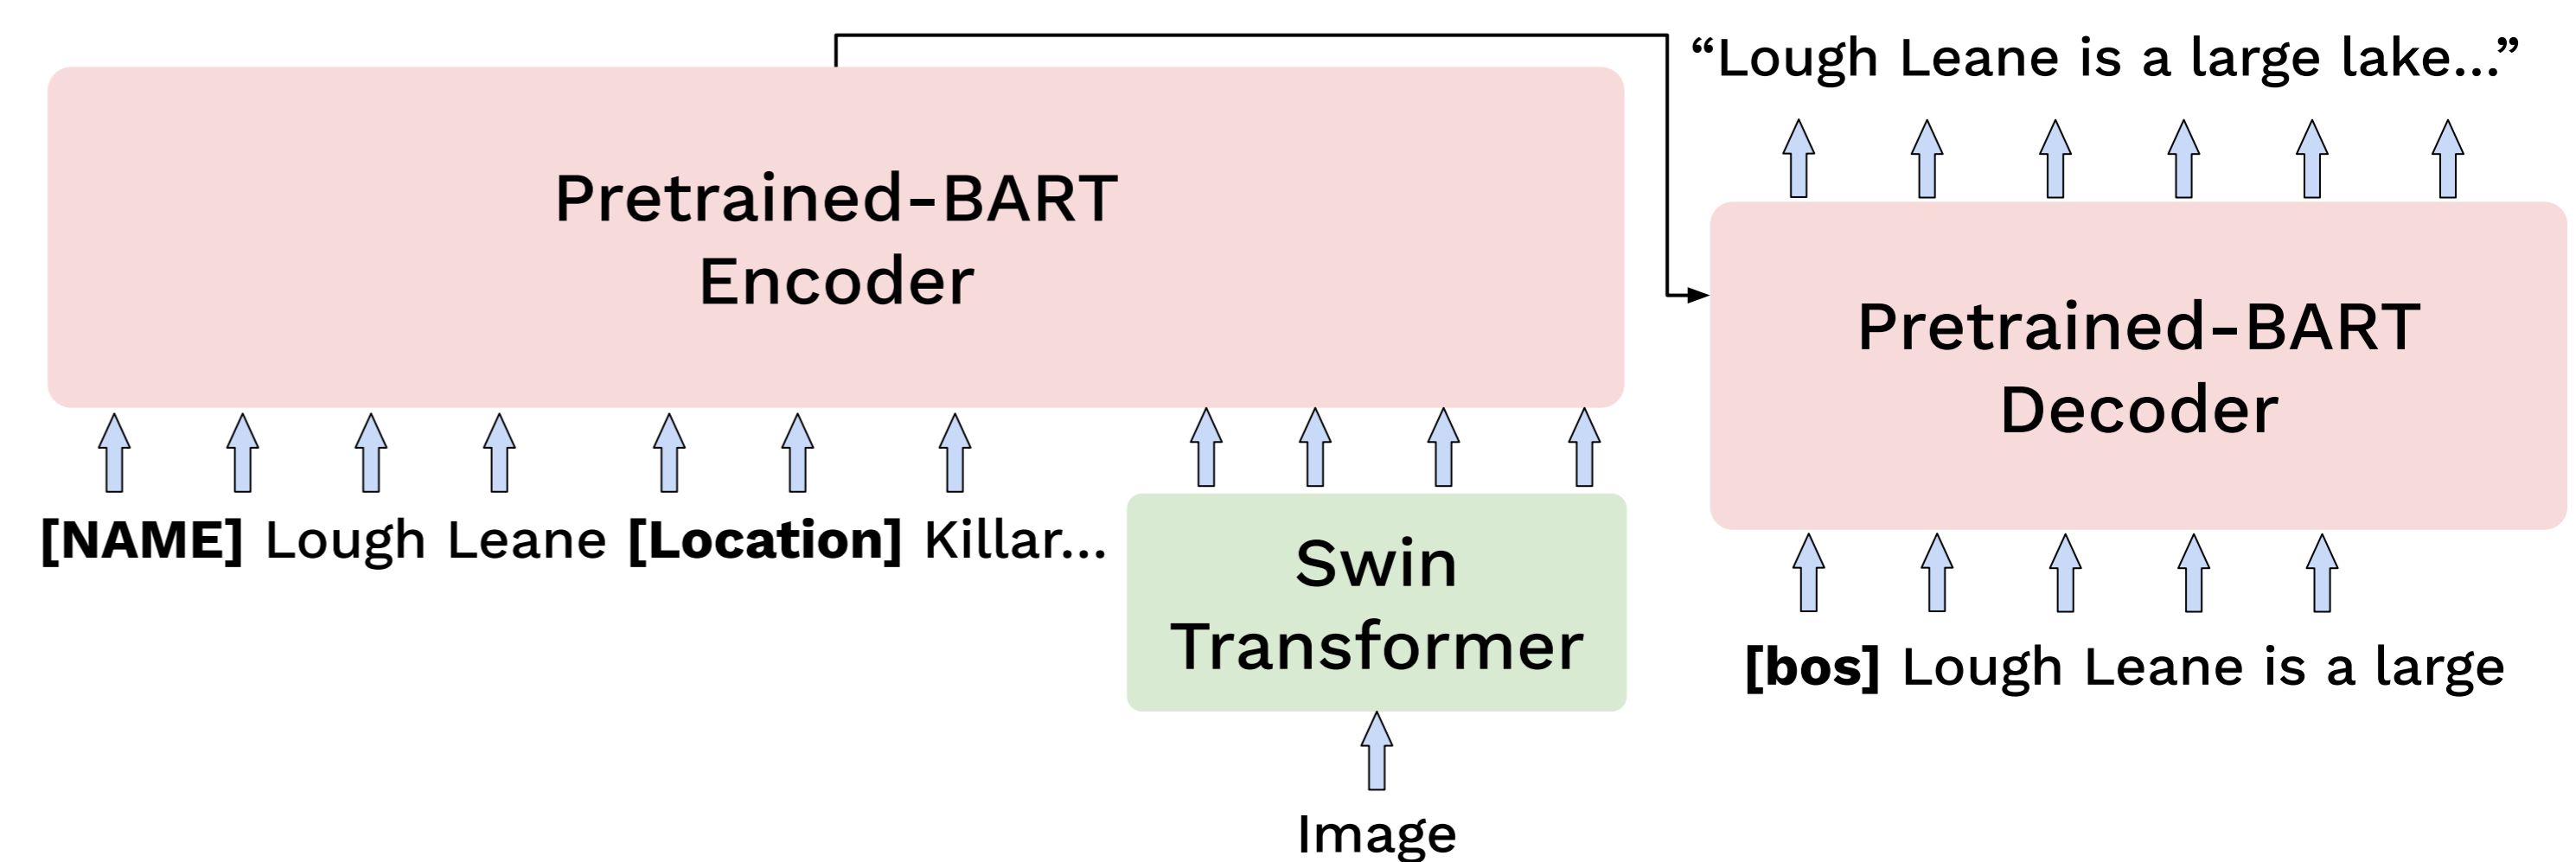 Pretrained-BART
Encoder
[NAME] Lough Leane [Location] Killar...
Swin
Transformer
Image
“Lough Leane is a large lake...”
Pretrained-BART
Decoder
[bos] Lough Leane is a large